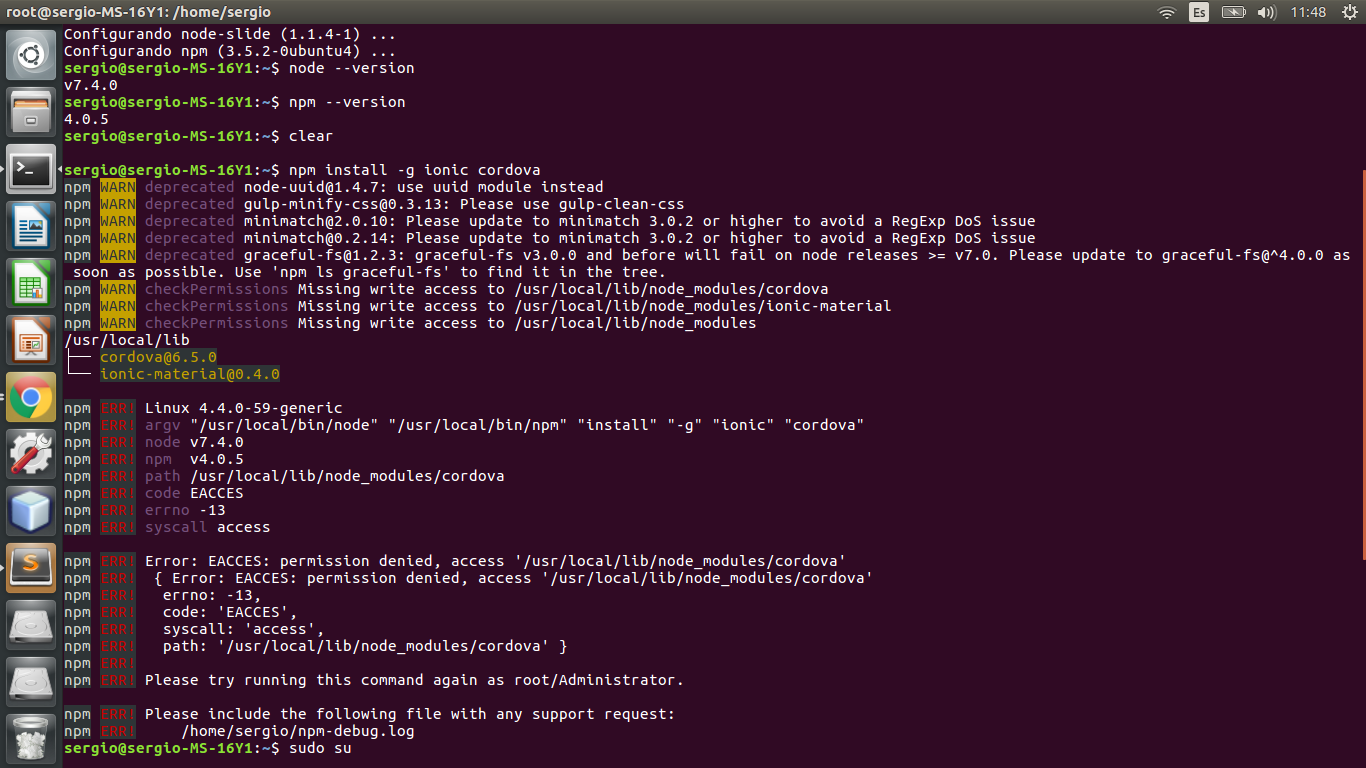 root@sergio-MS-16Y1: /home/sergio
Es
11:48
Configurando node-slide (1.1.4-1) ...
Configurando npm (3.5.2-0ubuntu4) ...
sergio@sergio-MS-16Y1:~$ node --version
v7.4.0
sergio@sergio-MS-16Y1:~$ npm --version
4.0.5
sergio@sergio-MS-16Y1:~$ clear
sergio@sergio-MS-16Y1:~$ npm install -g ionic cordova
npm WARN deprecated node-uuid@1.4.7: use uuid module instead
npm WARN deprecated gulp-minify-css@0.3.13: Please use gulp-clean-css
npm WARN deprecated minimatch@2.0.10: Please update to minimatch 3.0.2 or higher to avoid a RegExp DoS issue
npm WARN deprecated minimatch@0.2.14: Please update to minimatch 3.0.2 or higher to avoid a RegExp DoS issue
npm WARN deprecated graceful-fs@1.2.3: graceful-fs v3.0.0 and before will fail on node releases >= v7.0. Please update to graceful-fs@^4.0.0 as
soon as possible. Use 'npm ls graceful-fs' to find it in the tree.
npm WARN checkPermissions Missing write access to /usr/local/lib/node_modules/cordova
npm WARN checkPermissions Missing write access to /usr/local/lib/node_modules/ionic-material
npm WARN checkPermissions Missing write access to /usr/local/lib/node_modules
/usr/local/lib
├── cordova@6.5.0
└── ionic-material@0.4.0
npm ERR! Linux 4.4.0-59-generic
npm ERR! argv "/usr/local/bin/node" "/usr/local/bin/npm" "install" "-g" "ionic" "cordova"
npm ERR! node v7.4.0
npm ERR! npm  v4.0.5
npm ERR! path /usr/local/lib/node_modules/cordova
npm ERR! code EACCES
npm ERR! errno -13
npm ERR! syscall access
npm ERR! Error: EACCES: permission denied, access '/usr/local/lib/node_modules/cordova'
npm ERR!  { Error: EACCES: permission denied, access '/usr/local/lib/node_modules/cordova'
npm ERR!   errno: -13,
npm ERR!   code: 'EACCES',
npm ERR!   syscall: 'access',
npm ERR!   path: '/usr/local/lib/node_modules/cordova' }
npm ERR!
npm ERR! Please try running this command again as root/Administrator.
npm ERR! Please include the following file with any support request:
npm ERR!     /home/sergio/npm-debug.log
sergio@sergio-MS-16Y1:~$ sudo su